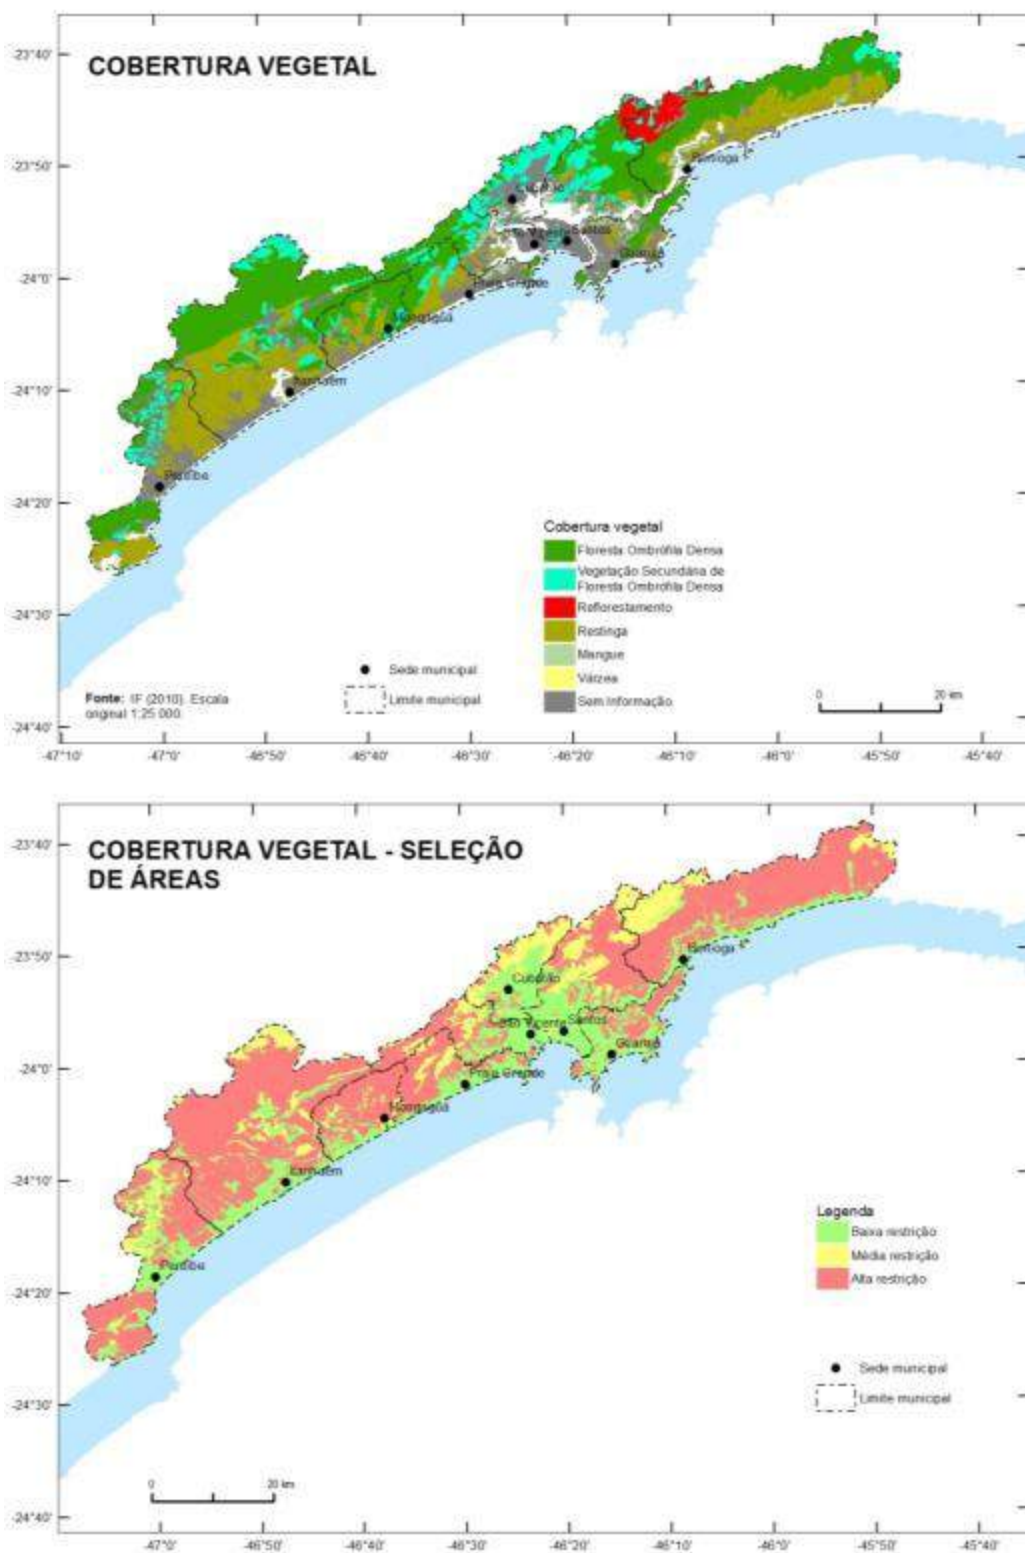 COBERTURA VEGETAL
-23°40'
-23°50'
Bertioga
Cubatão
São Vicente
Santos
Guarujá
-24°0'
Praia Grande
Mongaguá
-24°10'
Itanhaém
Peruíbe
-24°20'
Cobertura vegetal
Floresta Ombrófila Densa
Vegetação Secundária de
Floresta Ombrófila Densa
-24°30'
Reflorestamento
Restinga
Mangue
Sede municipal
Várzea
Limite municipal
Sem Informação
Fonte: IF (2010). Escala
original 1:25 000.
0 20 km
-24°40'
-47°10' -47°0' -46°50' -46°40' -46°30' -46°20' -46°10' -46°0' -45°50' -45°40'
COBERTURA VEGETAL - SELEÇÃO
DE ÁREAS
-23°40'
-23°50'
Bertioga
Cubatão
São Vicente
Santos
Guarujá
-24°0'
Praia Grande
Mongaguá
-24°10'
Itanhaém
Peruíbe
-24°20'
Legenda
Baixa restrição
Média restrição
Alta restrição
Sede municipal
Limite municipal
-24°30'
0 20 km
-24°40'
-47°0' -46°50' -46°40' -46°30' -46°20' -46°10' -46°0' -45°50' -45°40'